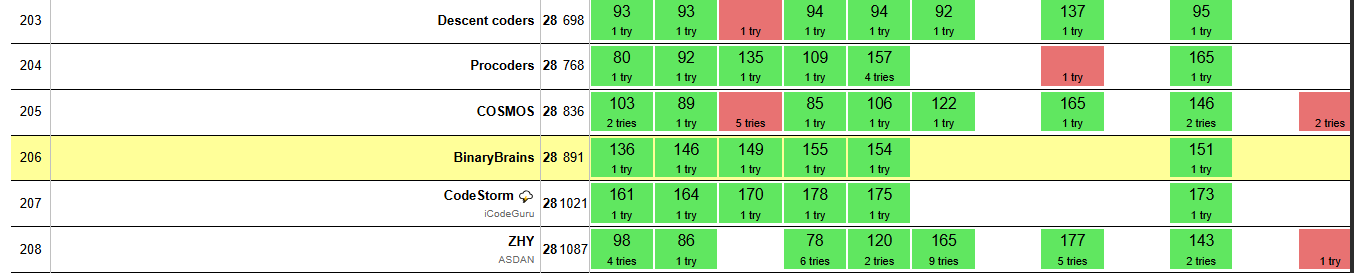 203 Descent coders 28 698 93 93 94 94 92 137 95
1 try 1 try 1 try 1 try 1 try 1 try 1 try 1 try
204 Procoders 28 768 80 92 135 109 157 165
1 try 1 try 1 try 1 try 4 tries 1 try 1 try
205 COSMOS 28 836 103 89 85 106 122 165 146
2 tries 1 try 5 tries 1 try 1 try 1 try 1 try 2 tries 2 tries
206 BinaryBrains 28 891 136 146 149 155 154 151
1 try 1 try 1 try 1 try 1 try 1 try
207 CodeStorm 🌩 28 1021 161 164 170 178 175 173
iCodeGuru 1 try 1 try 1 try 1 try 1 try 1 try
208 ZHY 28 1087 98 86 78 120 165 177 143
ASDAN 4 tries 1 try 6 tries 2 tries 9 tries 5 tries 2 tries 1 try